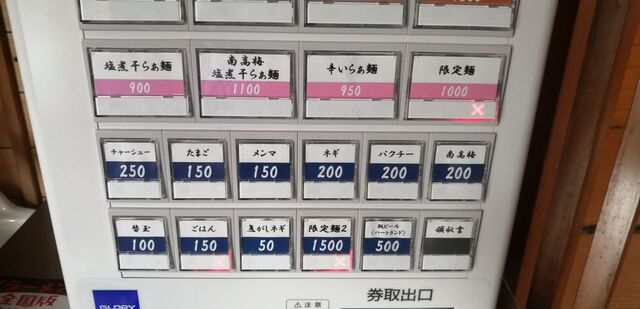 塩煮干らぁ麺
900
南高梅
塩煮干らぁ麺
1100
辛いらぁ麺
950
限定麺
1000
チャーシュー
250
たまご
150
メンマ
150
ネギ
200
パクチー
200
南高梅
200
替玉
100
ごはん
150
焦がしネギ
50
限定麺2
1500
瓶ビール
(ハートランド)
500
領収書
GLORY
注意
券取出口
全国版